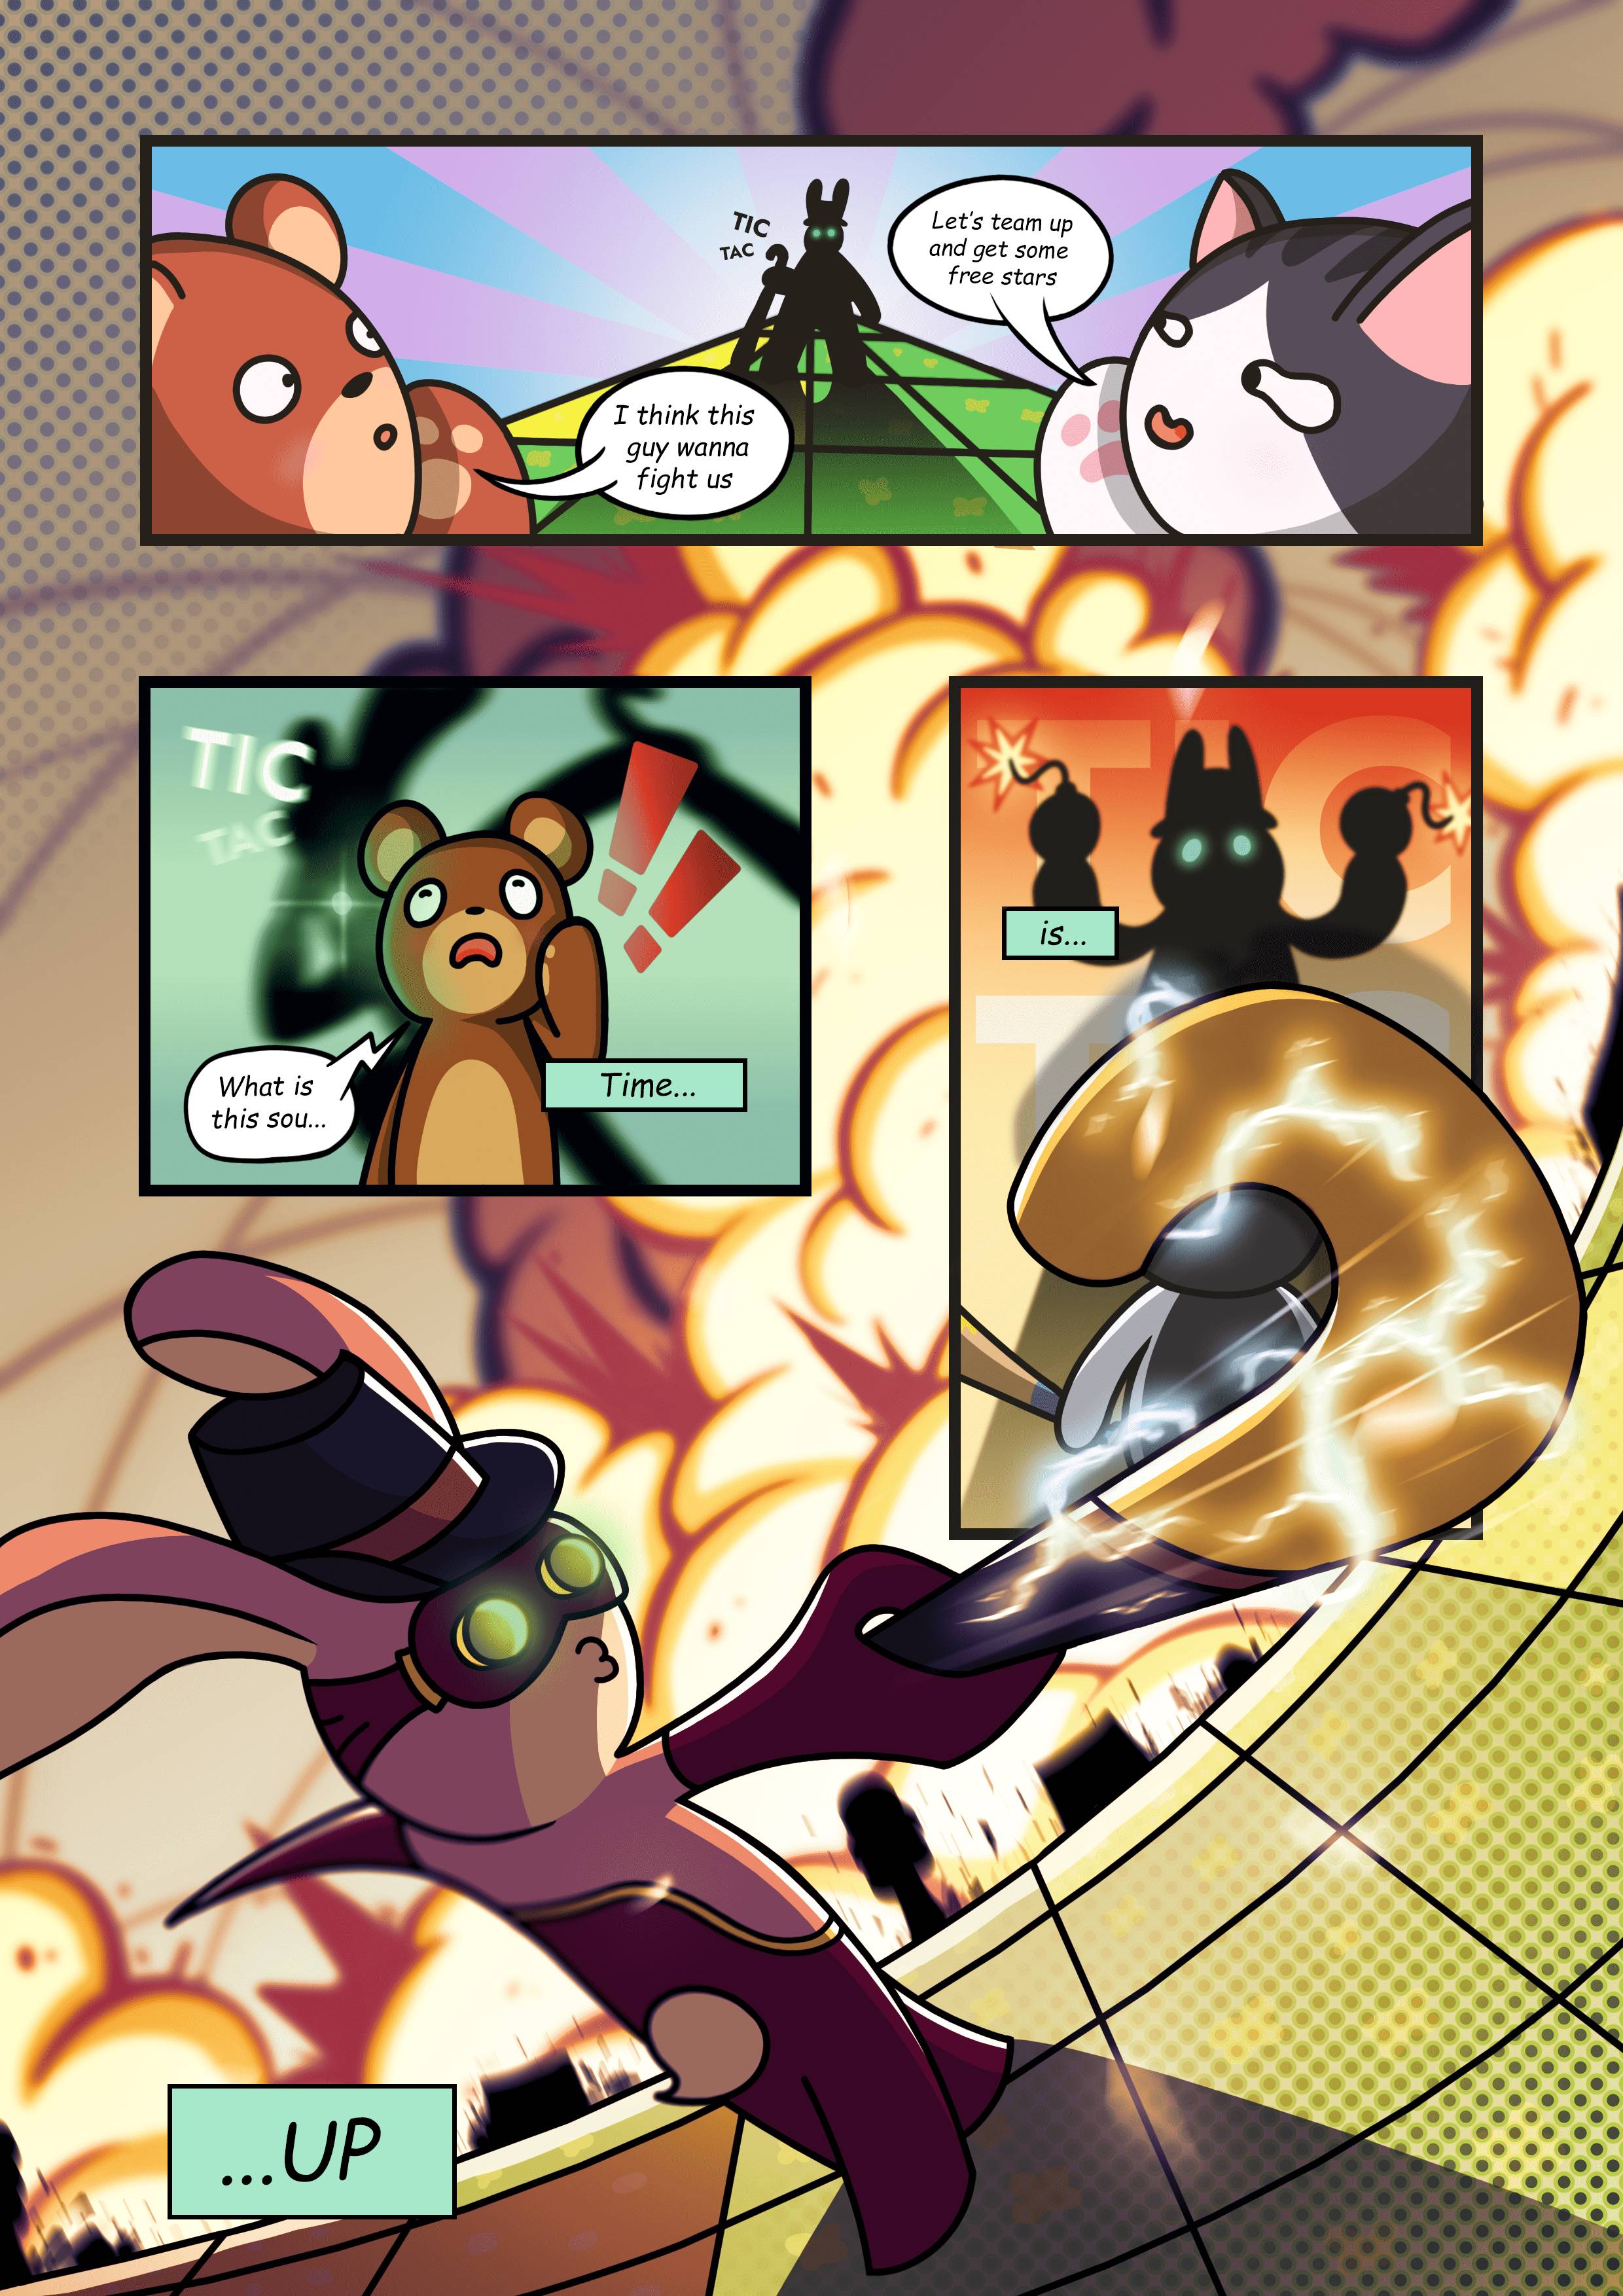 TIC
TAC
Let's team up
and get some
free stars
I think this
guy wanna
fight us
TIC
TAC
What is
this sou...
Time...
TIC
is...
...UP